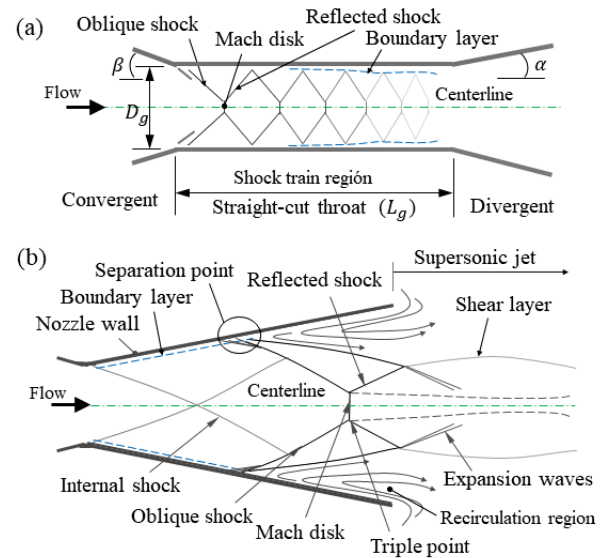 (a)
Oblique shock
Reflected shock
Mach disk
Boundary layer
β
α
Flow
D_g
Centerline
Shock train región
Convergent
Straight-cut throat (L_g)
Divergent
(b)
Separation point
Reflected shock
Supersonic jet
Boundary layer
Shear layer
Nozzle wall
Centerline
Flow
Internal shock
Expansion waves
Oblique shock
Recirculation region
Mach disk
Triple point